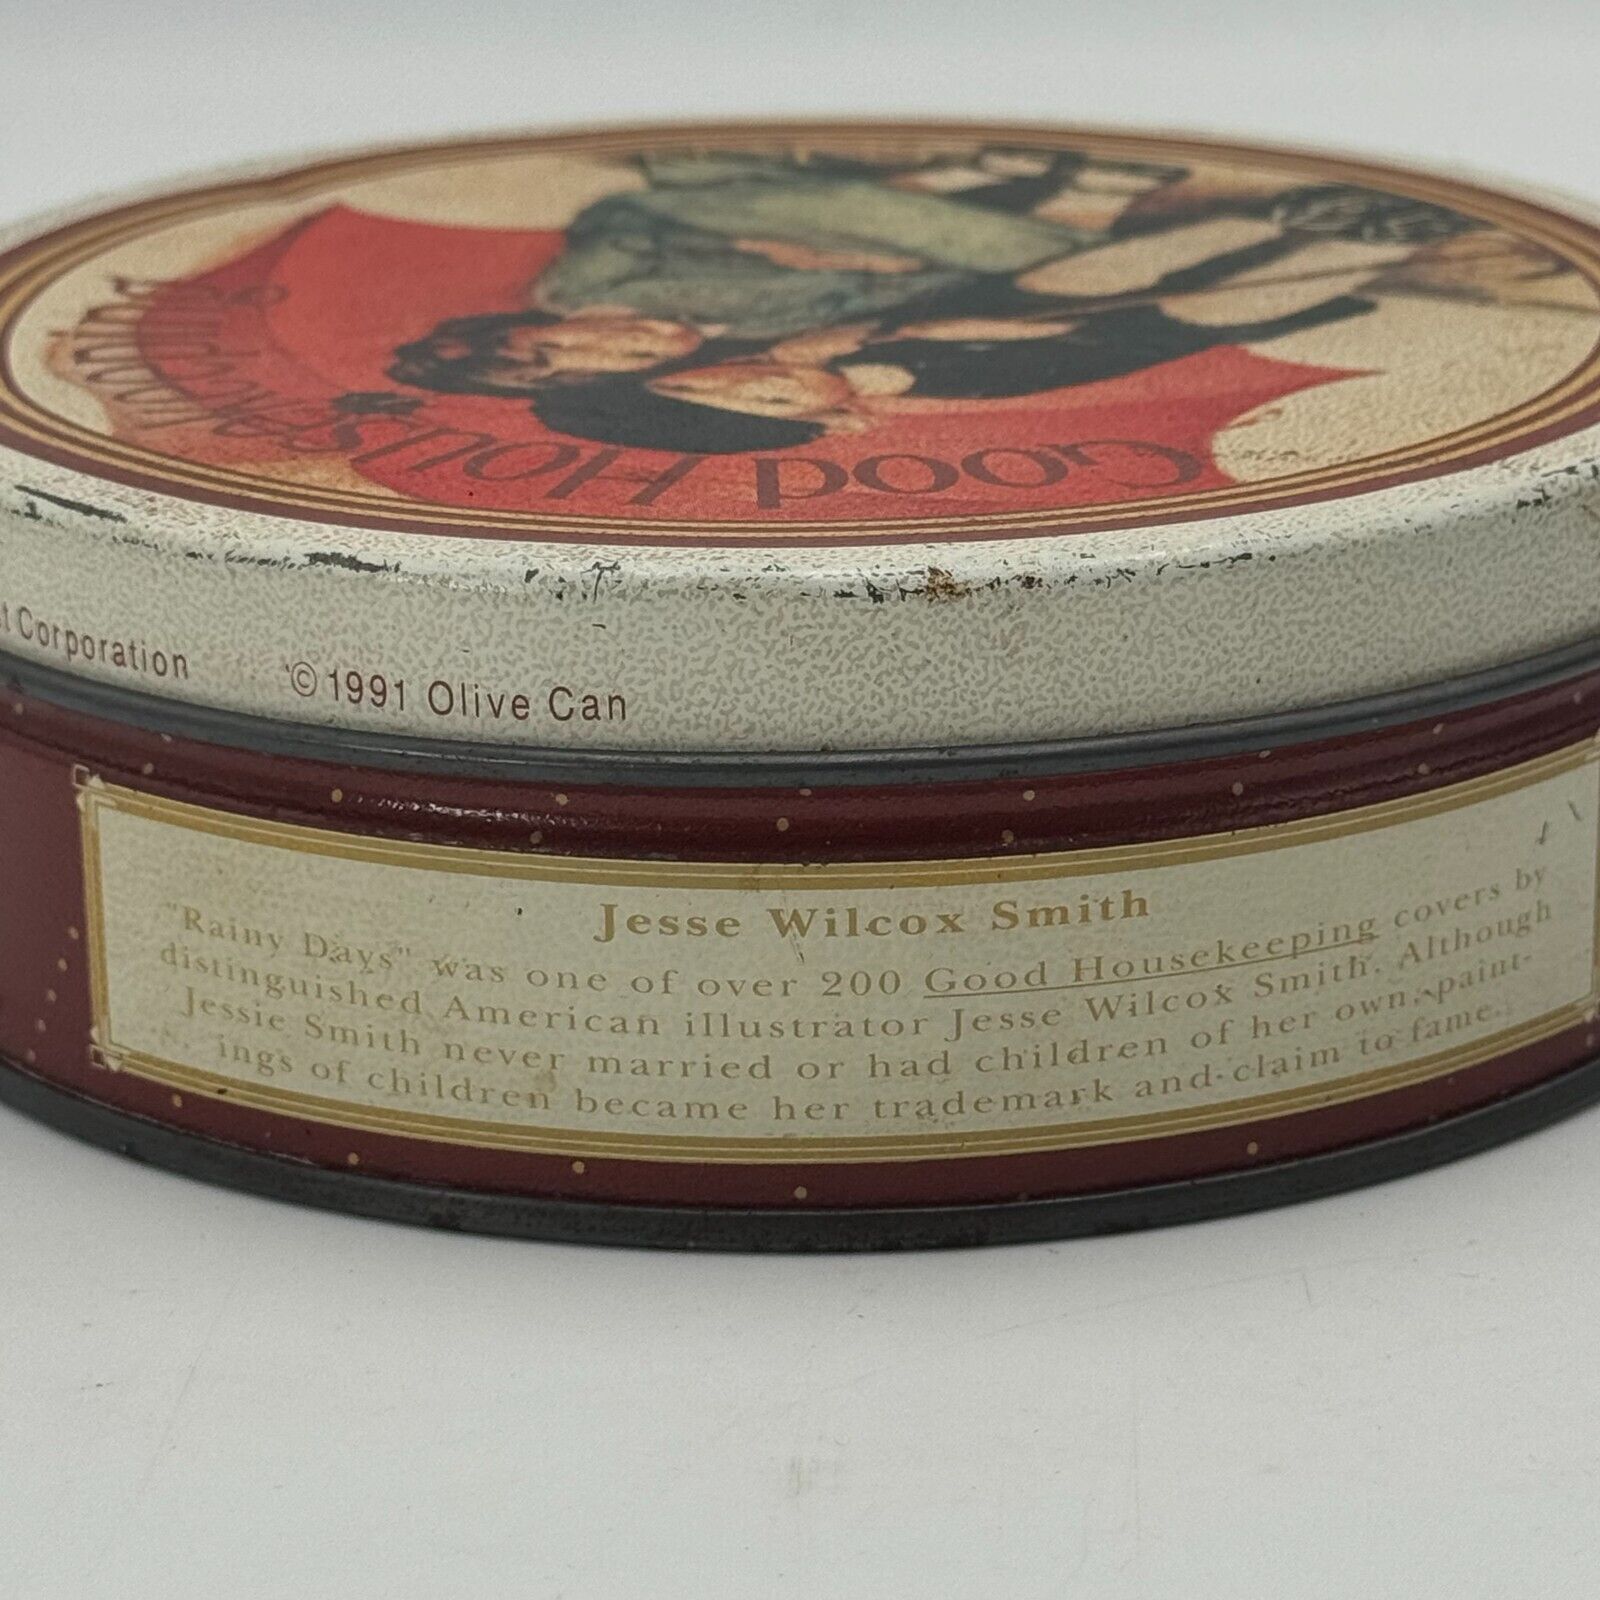 Good Housekeeping
t Corporation ©1991 Olive Can
Jesse Wilcox Smith
"Rainy Days" was one of over 200 Good Housekeeping covers by
distinguished American illustrator Jesse Wilcox Smith. Although
Jessie Smith never married or had children of her own, paint-
ings of children became her trademark and claim to fame.